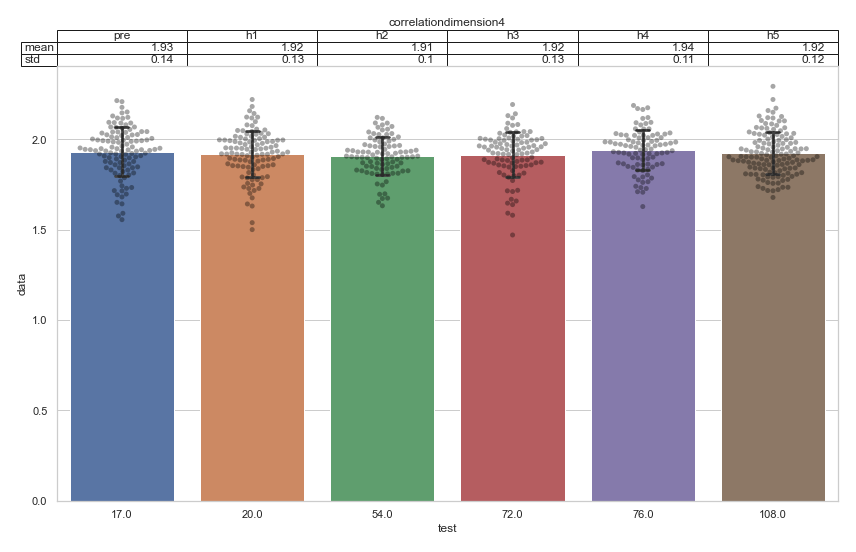 correlationdimension4
pre h1 h2 h3 h4 h5
mean 1.93 1.92 1.91 1.92 1.94 1.92
std 0.14 0.13 0.1 0.13 0.11 0.12
2.0
1.5
1.0
0.5
0.0
data
17.0 20.0 54.0 72.0 76.0 108.0
test